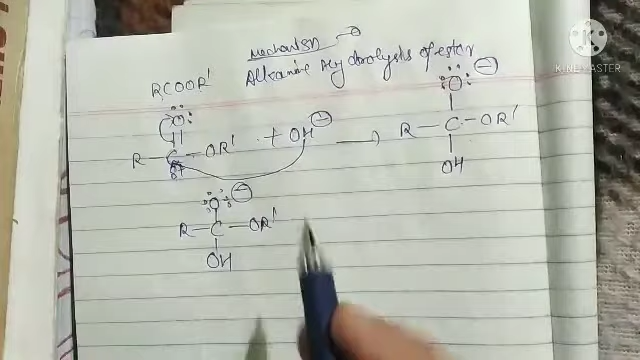 Mechanism
Alkaline Hydrolysis of ester
RCOOR'
O
R-C-OR' + OH⊖ → R-C-OR'
δ+
O⊖
OH
O⊖
R-C-OR'
OH
KINEMASTER